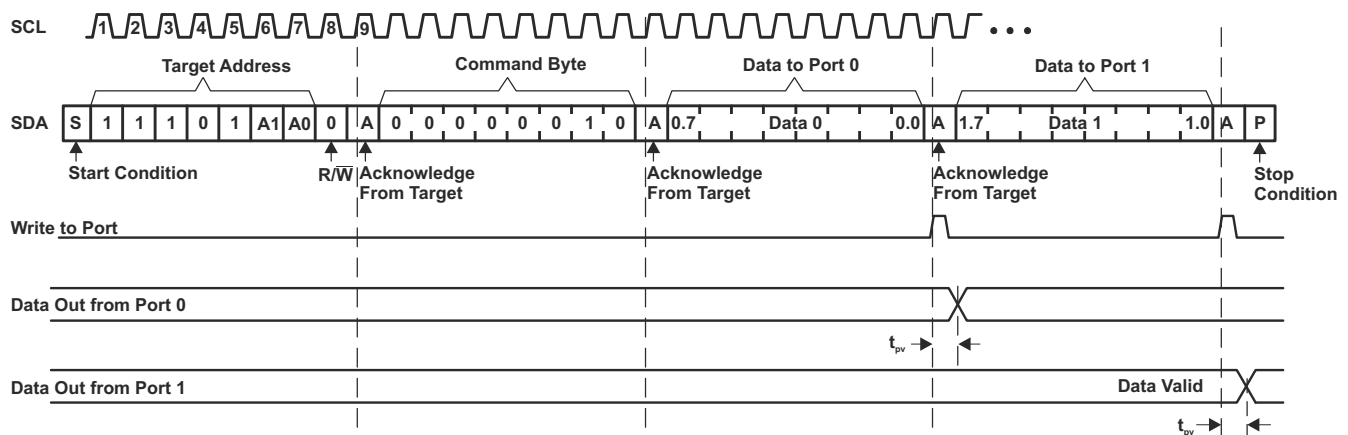 SCL 1 2 3 4 5 6 7 8 9
Target Address Command Byte Data to Port 0 Data to Port 1
SDA S 1 1 1 0 1 A1 A0 0 A 0 0 0 0 0 0 1 0 A 0.7 Data 0 0.0 A 1.7 Data 1 1.0 A P
Start Condition R/W Acknowledge From Target Acknowledge From Target Acknowledge From Target Stop Condition
Write to Port
Data Out from Port 0
tpv
Data Out from Port 1 Data Valid
tpv